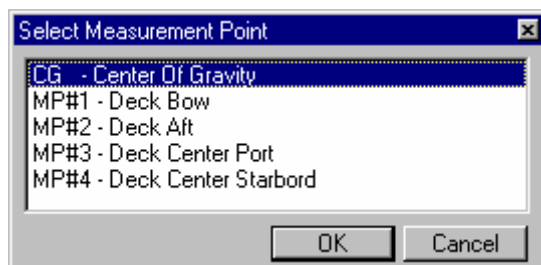 Select Measurement Point
CG - Center Of Gravity
MP#1 - Deck Bow
MP#2 - Deck Aft
MP#3 - Deck Center Port
MP#4 - Deck Center Starbord
OK Cancel